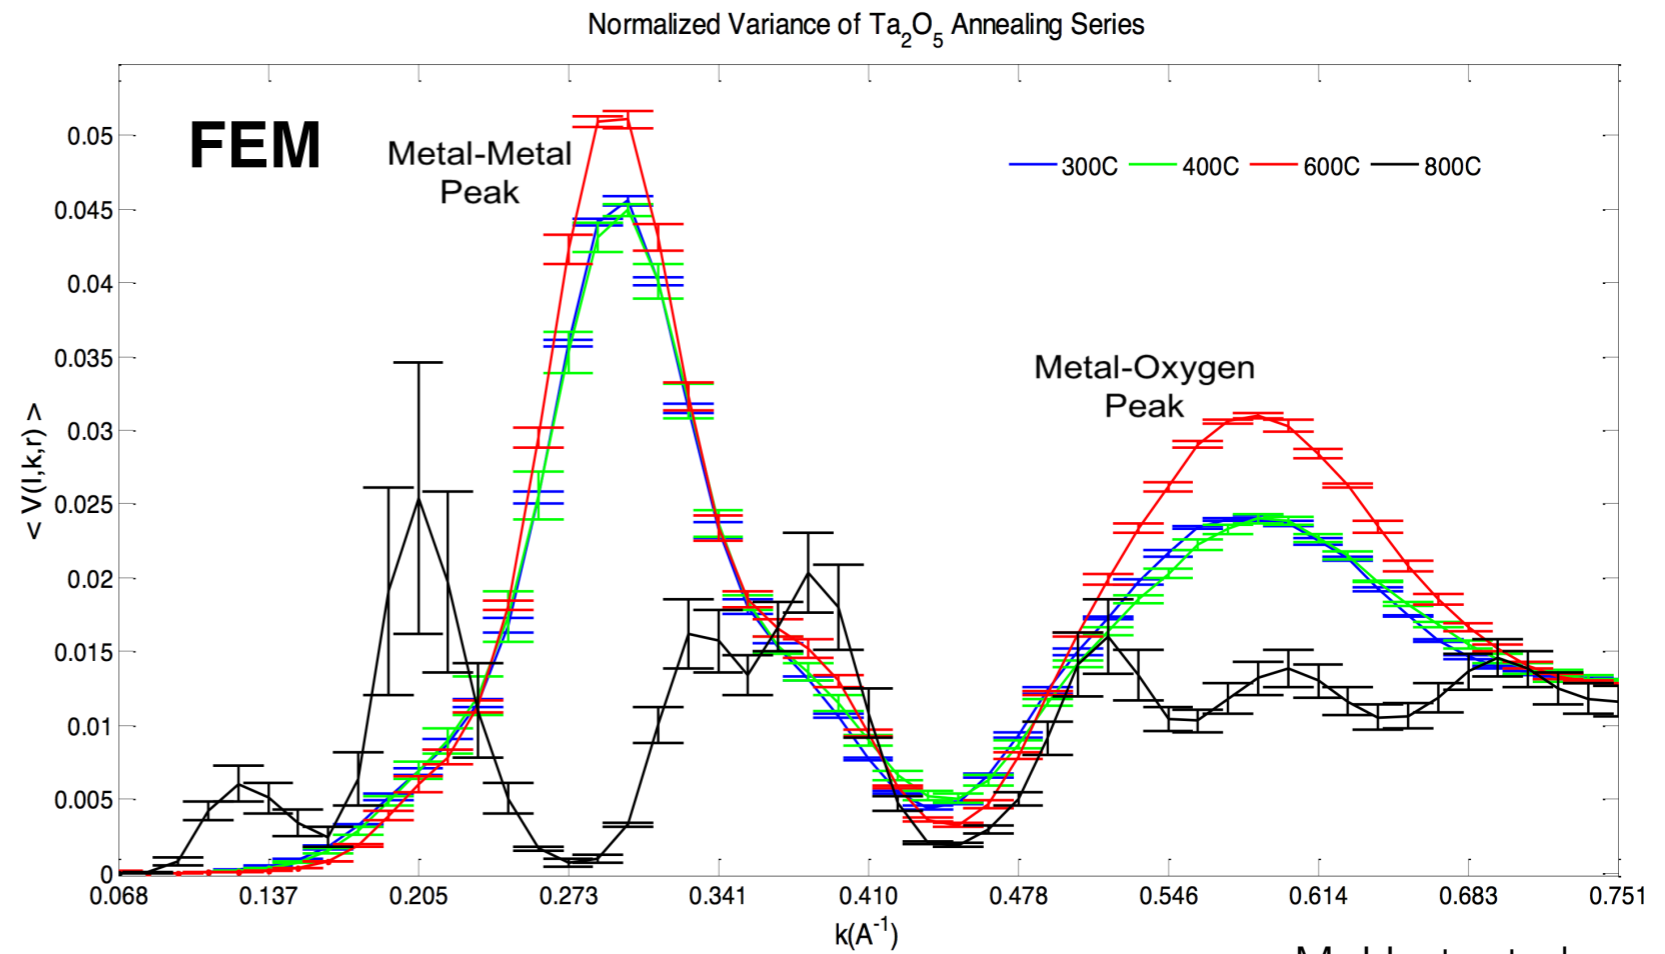 Normalized Variance of Ta2O5 Annealing Series
FEM
Metal-Metal
Peak
300C 400C 600C 800C
Metal-Oxygen
Peak
< V(I,k,r) >
0.05
0.045
0.04
0.035
0.03
0.025
0.02
0.015
0.01
0.005
0
0.068 0.137 0.205 0.273 0.341 0.410 0.478 0.546 0.614 0.683 0.751
k(A-1)